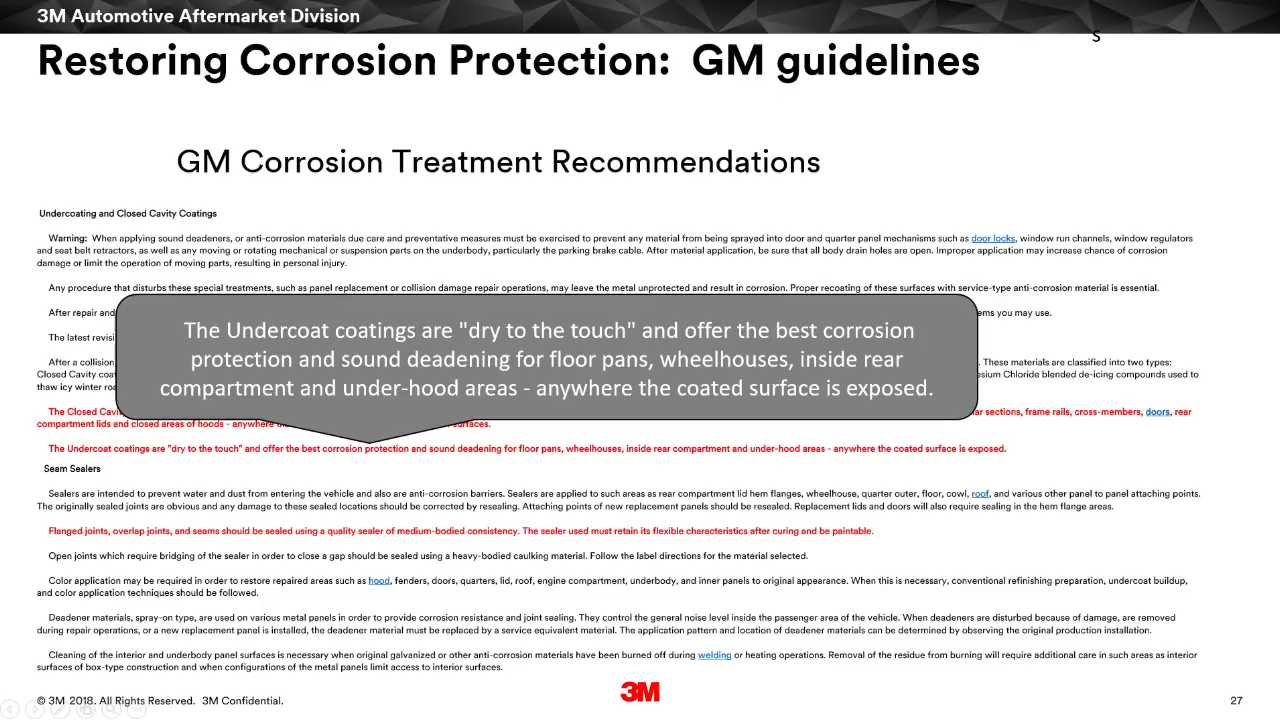 3M Automotive Aftermarket Division
s
Restoring Corrosion Protection:  GM guidelines
GM Corrosion Treatment Recommendations
Undercoating and Closed Cavity Coatings
Warning:  When applying sound deadeners, or anti-corrosion materials due care and preventative measures must be exercised to prevent any material from being sprayed into door and quarter panel mechanisms such as door locks, window run channels, window regulators
and seat belt retractors, as well as any moving or rotating mechanical or suspension parts on the underbody, particularly the parking brake cable. After material application, be sure that all body drain holes are open. Improper application may increase chance of corrosion
damage or limit the operation of moving parts, resulting in personal injury.
Any procedure that disturbs these special treatments, such as panel replacement or collision damage repair operations, may leave the metal unprotected and result in corrosion. Proper recoating of these surfaces with service-type anti-corrosion material is essential.
After repair and
you may use.
The latest revisi
After a collision
These materials are classified into two types:
Closed Cavity coa
Chloride blended de-icing compounds used to
thaw icy winter roa
The Undercoat coatings are "dry to the touch" and offer the best corrosion
protection and sound deadening for floor pans, wheelhouses, inside rear
compartment and under-hood areas - anywhere the coated surface is exposed.
The Closed Cavi
sections, frame rails, cross-members, doors, rear
compartment lids and closed areas of hoods - anywhere
The Undercoat coatings are "dry to the touch" and offer the best corrosion protection and sound deadening for floor pans, wheelhouses, inside rear compartment and under-hood areas - anywhere the coated surface is exposed.
Seam Sealers
Sealers are intended to prevent water and dust from entering the vehicle and also are anti-corrosion barriers. Sealers are applied to such areas as rear compartment lid hem flanges, wheelhouse, quarter outer, floor, cowl, roof, and various other panel to panel attaching points.
The originally sealed joints are obvious and any damage to these sealed locations should be corrected by resealing. Attaching points of new replacement panels should be resealed. Replacement lids and doors will also require sealing in the hem flange areas.
Flanged joints, overlap joints, and seams should be sealed using a quality sealer of medium-bodied consistency. The sealer used must retain its flexible characteristics after curing and be paintable.
Open joints which require bridging of the sealer in order to close a gap should be sealed using a heavy-bodied caulking material. Follow the label directions for the material selected.
Color application may be required in order to restore repaired areas such as hood, fenders, doors, quarters, lid, roof, engine compartment, underbody, and inner panels to original appearance. When this is necessary, conventional refinishing preparation, undercoat buildup,
and color application techniques should be followed.
Deadener materials, spray-on type, are used on various metal panels in order to provide corrosion resistance and joint sealing. They control the general noise level inside the passenger area of the vehicle. When deadeners are disturbed because of damage, are removed
during repair operations, or a new replacement panel is installed, the deadener material must be replaced by a service equivalent material. The application pattern and location of deadener materials can be determined by observing the original production installation.
Cleaning of the interior and underbody panel surfaces is necessary when original galvanized or other anti-corrosion materials have been burned off during welding or heating operations. Removal of the residue from burning will require additional care in such areas as interior
surfaces of box-type construction and when configurations of the metal panels limit access to interior surfaces.
© 3M 2018. All Rights Reserved.  3M Confidential.
3M
27